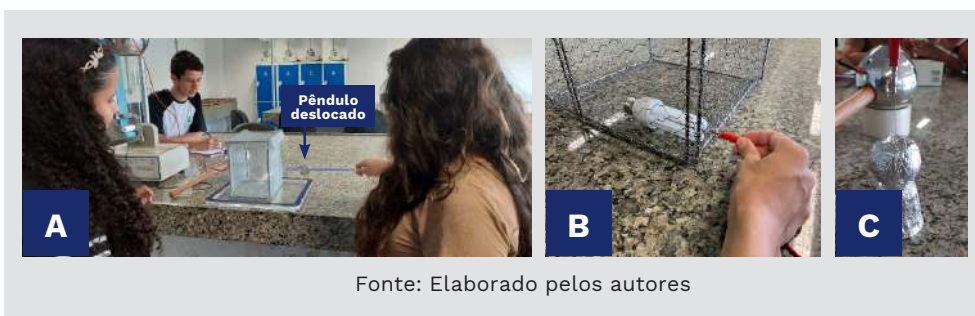 Pêndulo
deslocado
A
B
C
Fonte: Elaborado pelos autores